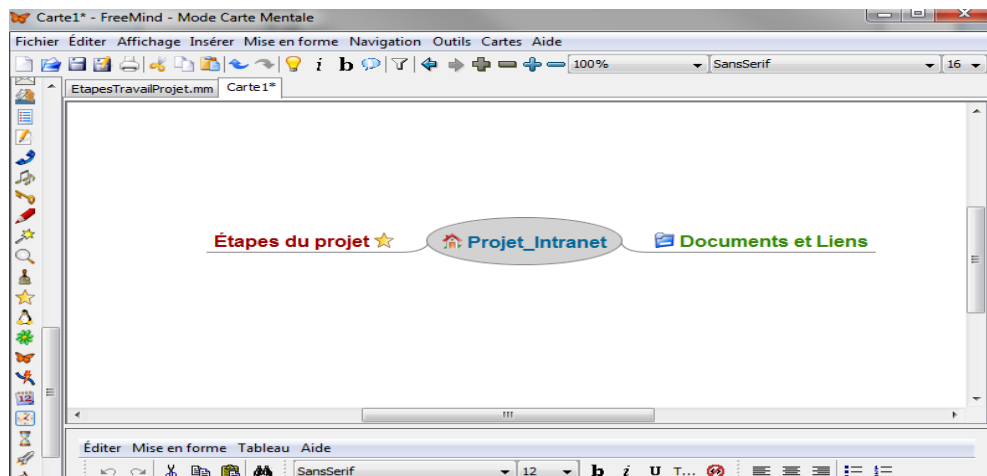 Carte1* - FreeMind - Mode Carte Mentale
Fichier Éditer Affichage Insérer Mise en forme Navigation Outils Cartes Aide
i b 100% SansSerif 16
EtapesTravailProjet.mm Carte1*
Étapes du projet Projet_Intranet Documents et Liens
12
Éditer Mise en forme Tableau Aide
SansSerif 12 b i U T...